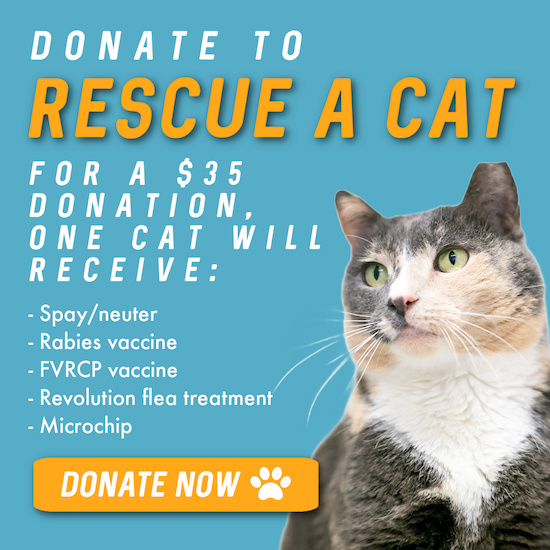 DONATE TO
RESCUE A CAT
FOR A $35
DONATION,
ONE CAT WILL
RECEIVE:
- Spay/neuter
- Rabies vaccine
- FVRCP vaccine
- Revolution flea treatment
- Microchip
DONATE NOW